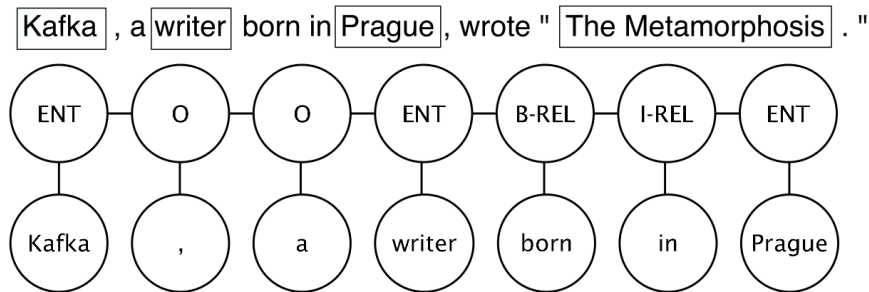 Kafka , a writer born in Prague , wrote " The Metamorphosis . "
ENT O O ENT B-REL I-REL ENT
Kafka , a writer born in Prague